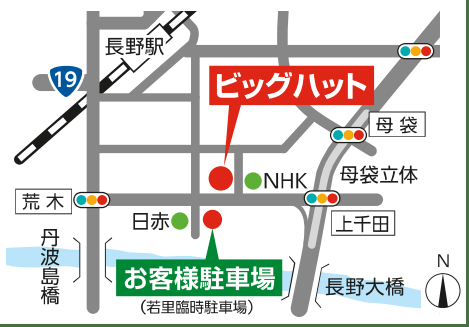 長野駅
19
ビッグハット
母袋
NHK
母袋立体
荒木
日赤
上千田
丹波島橋
お客様駐車場
(若里臨時駐車場)
長野大橋
N